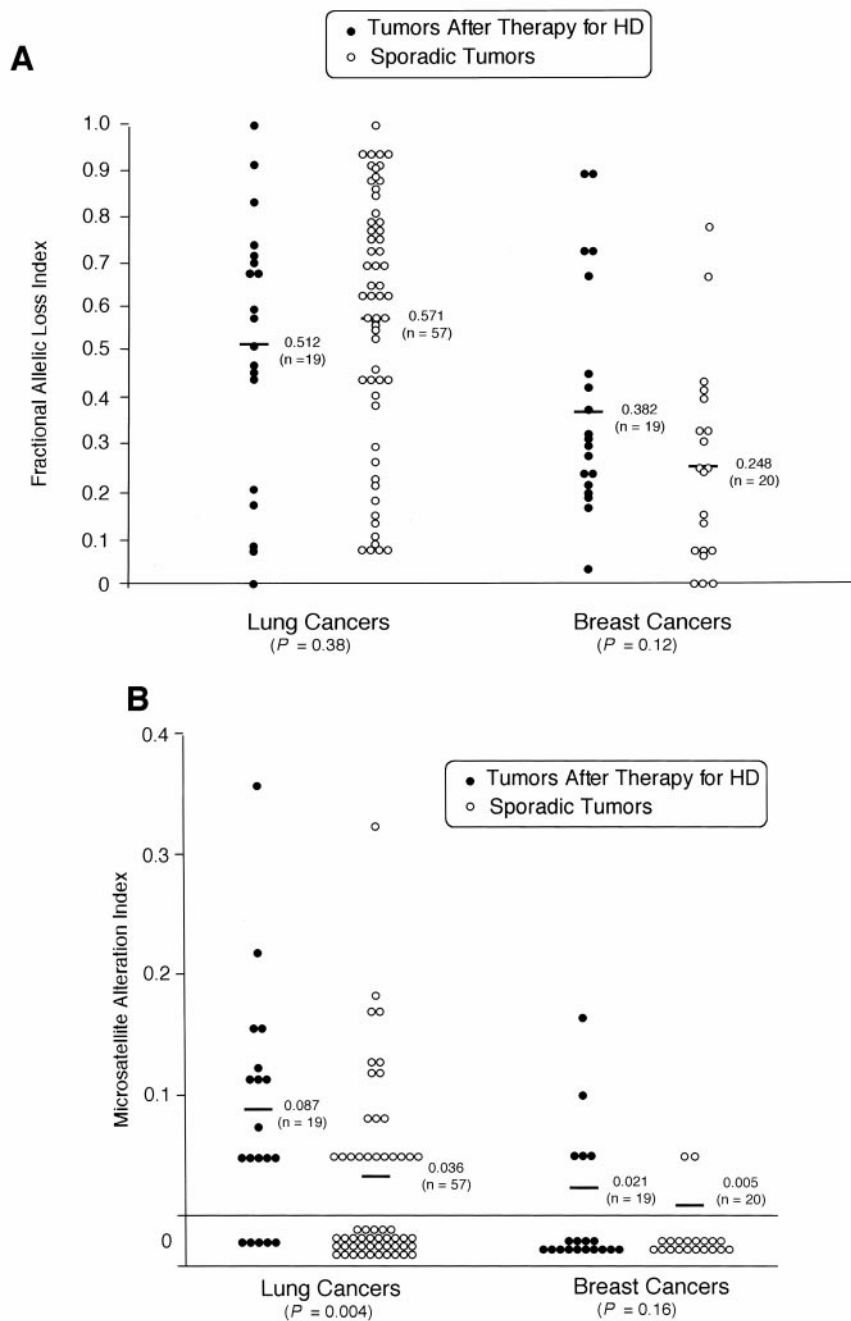 A
Tumors After Therapy for HD
Sporadic Tumors
Fractional Allelic Loss Index
1.0
0.9
0.8
0.7
0.6
0.5
0.4
0.3
0.2
0.1
0
0.512
(n =19)
0.571
(n = 57)
0.382
(n = 19)
0.248
(n = 20)
Lung Cancers
(P = 0.38)
Breast Cancers
(P = 0.12)
B
Tumors After Therapy for HD
Sporadic Tumors
Microsatellite Alteration Index
0.4
0.3
0.2
0.1
0
0.087
(n = 19)
0.036
(n = 57)
0.021
(n = 19)
0.005
(n = 20)
Lung Cancers
(P = 0.004)
Breast Cancers
(P = 0.16)